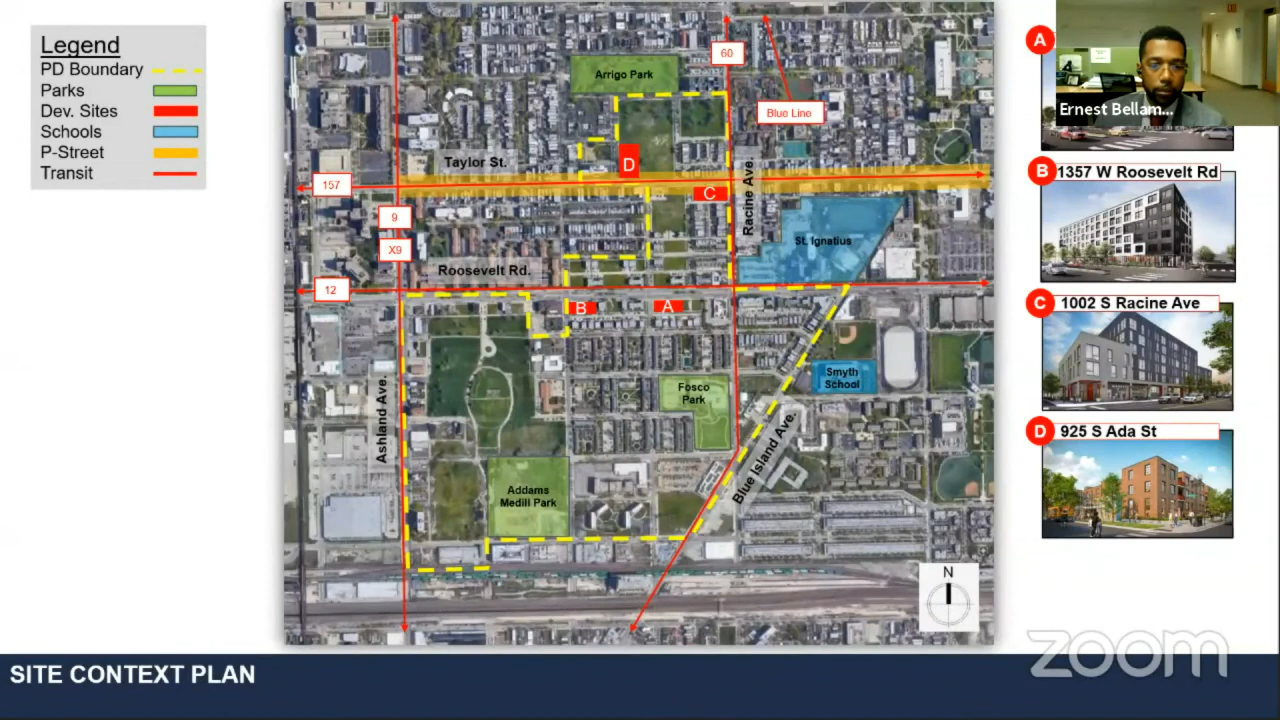 Legend
PD Boundary
Parks
Dev. Sites
Schools
P-Street
Transit
60
Arrigo Park
Blue Line
Taylor St.
D
157
C
Racine Ave.
9
X9
St. Ignatius
Roosevelt Rd.
12
B
A
Ashland Ave.
Smyth
School
Fosco
Park
Blue Island Ave.
Addams
Medill Park
N
A
Ernest Bellam...
B
1357 W Roosevelt Rd
C
1002 S Racine Ave
D
925 S Ada St
SITE CONTEXT PLAN
zoom